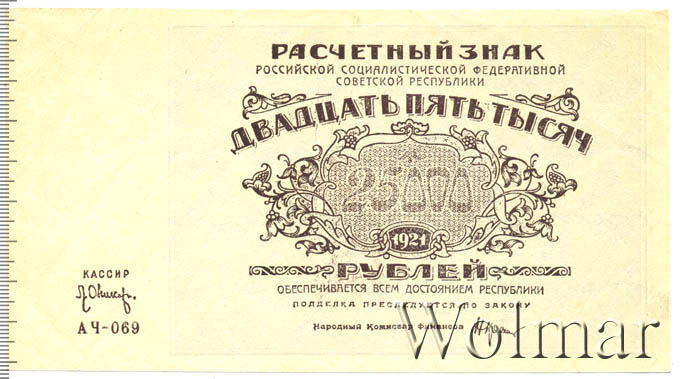 РАСЧЕТНЫЙ ЗНАК
РОССИЙСКОЙ СОЦИАЛИСТИЧЕСКОЙ ФЕДЕРАТИВНОЙ
СОВЕТСКОЙ РЕСПУБЛИКИ
ДВАДЦАТЬ ПЯТЬ ТЫСЯЧ
25000
1921
РУБЛЕЙ
ОБЕСПЕЧИВАЕТСЯ ВСЕМ ДОСТОЯНИЕМ РЕСПУБЛИКИ
ПОДДЕЛКА ПРЕСЛЕДУЕТСЯ ПО ЗАКОНУ
Народный Комиссар финансов
КАССИР
АЧ-069
Wolmar